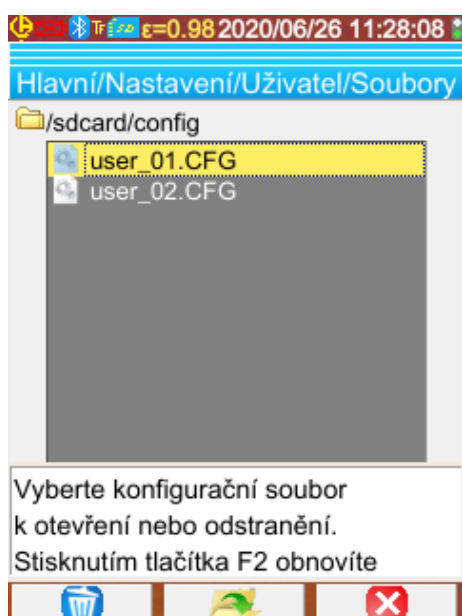 ε=0.98 2020/06/26 11:28:08
Hlavní/Nastavení/Uživatel/Soubory
/sdcard/config
user_01.CFG
user_02.CFG
Vyberte konfigurační soubor
k otevření nebo odstranění.
Stisknutím tlačítka F2 obnovíte